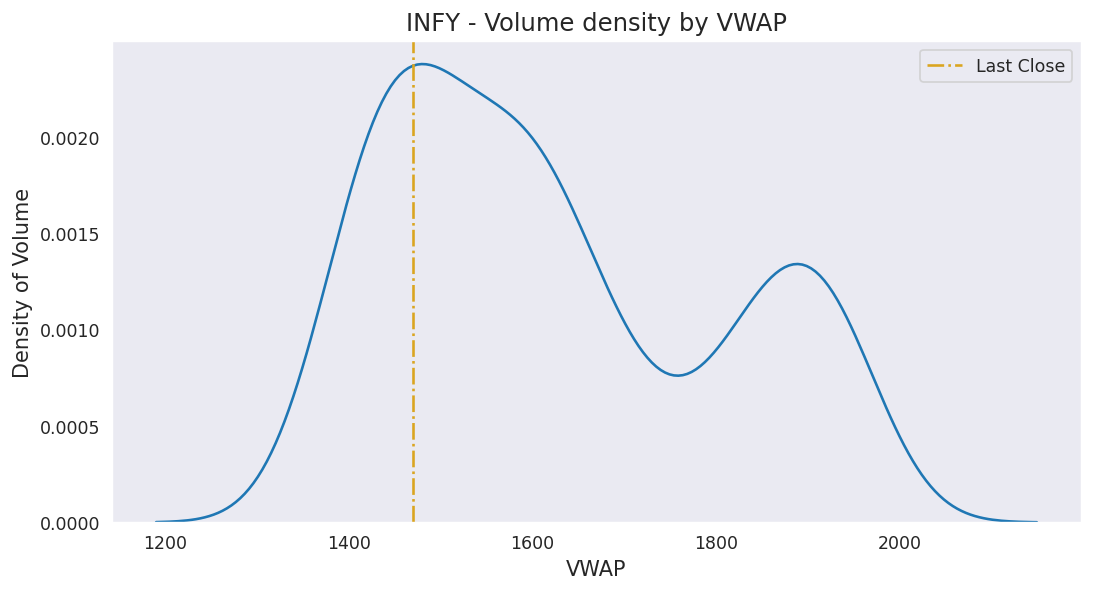 INFY - Volume density by VWAP
Last Close
Density of Volume
0.0020
0.0015
0.0010
0.0005
0.0000
1200 1400 1600 1800 2000
VWAP